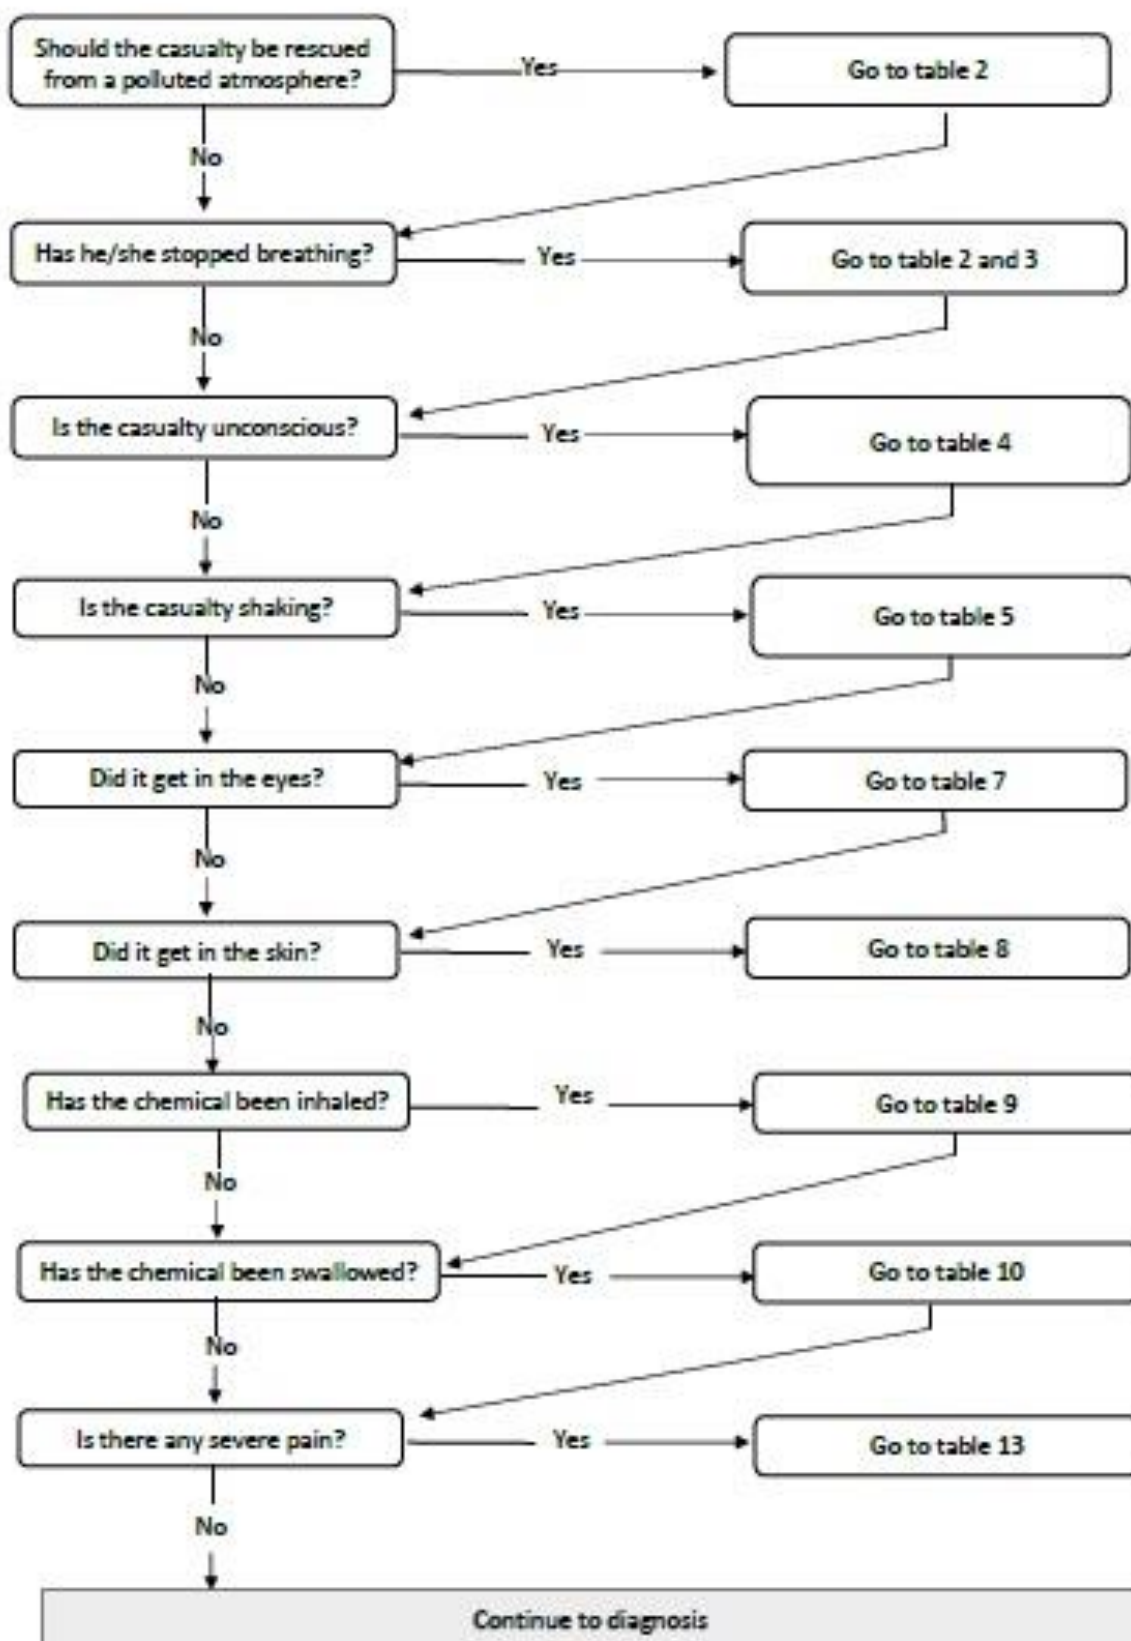 Should the casualty be rescued
from a polluted atmosphere?
Yes
Go to table 2
No
Has he/she stopped breathing?
Yes
Go to table 2 and 3
No
Is the casualty unconscious?
Yes
Go to table 4
No
Is the casualty shaking?
Yes
Go to table 5
No
Did it get in the eyes?
Yes
Go to table 7
No
Did it get in the skin?
Yes
Go to table 8
No
Has the chemical been inhaled?
Yes
Go to table 9
No
Has the chemical been swallowed?
Yes
Go to table 10
No
Is there any severe pain?
Yes
Go to table 13
No
Continue to diagnosis